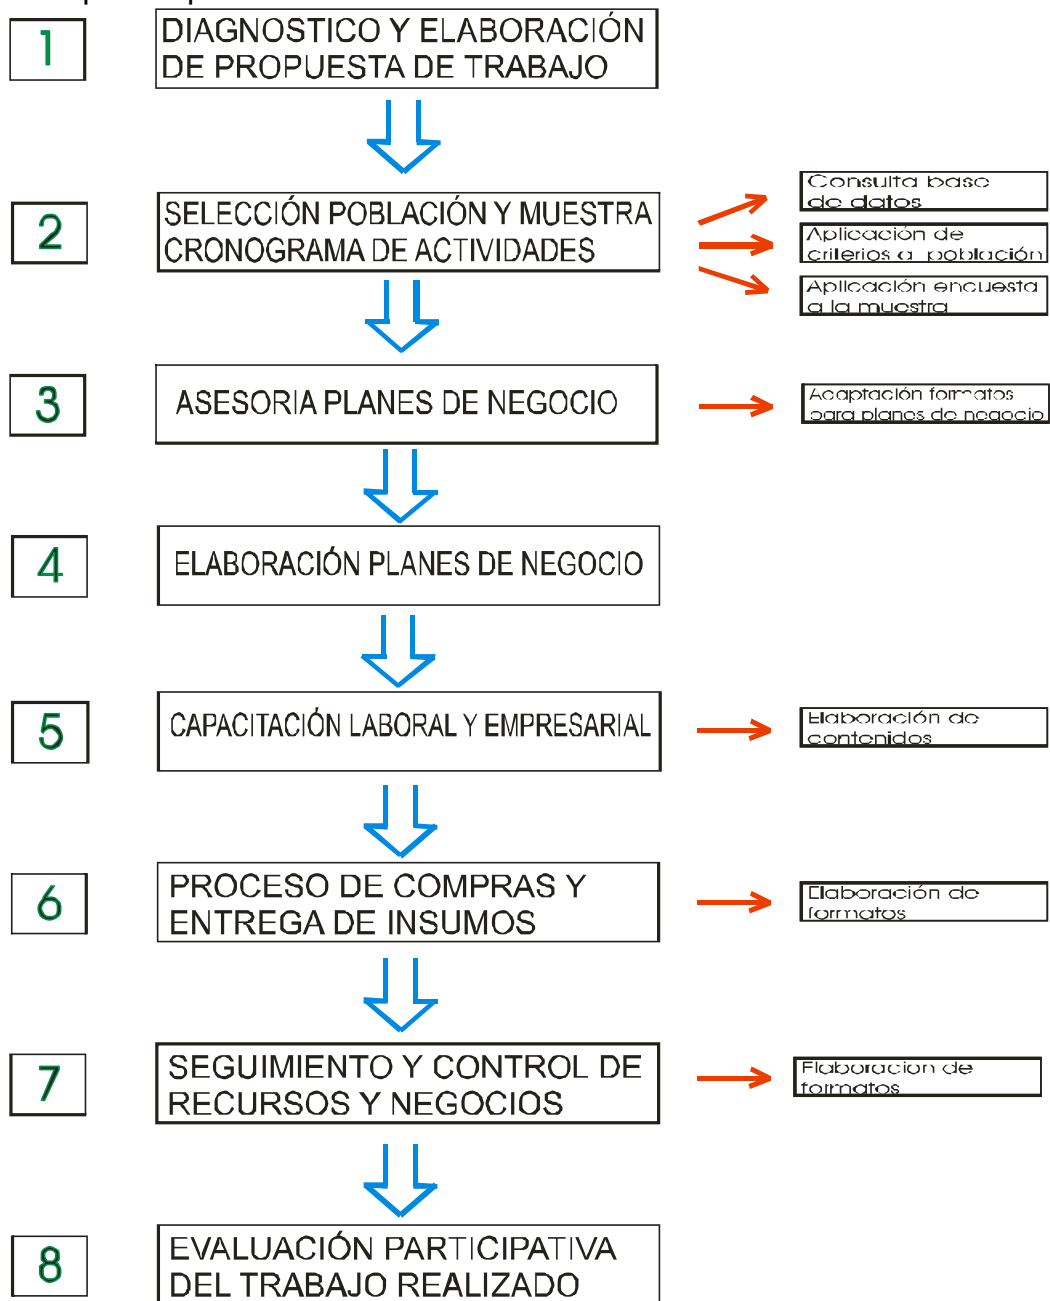 1
DIAGNOSTICO Y ELABORACIÓN
DE PROPUESTA DE TRABAJO
2
SELECCIÓN POBLACIÓN Y MUESTRA
CRONOGRAMA DE ACTIVIDADES
Consulta base
de datos
Aplicación de
criterios a población
Aplicación encuesta
a la muestra
3
ASESORIA PLANES DE NEGOCIO
Adaptación formatos
para planes de negocio
4
ELABORACIÓN PLANES DE NEGOCIO
5
CAPACITACIÓN LABORAL Y EMPRESARIAL
Elaboración de
contenidos
6
PROCESO DE COMPRAS Y
ENTREGA DE INSUMOS
Elaboración de
formatos
7
SEGUIMIENTO Y CONTROL DE
RECURSOS Y NEGOCIOS
Elaboracion de
formatos
8
EVALUACIÓN PARTICIPATIVA
DEL TRABAJO REALIZADO